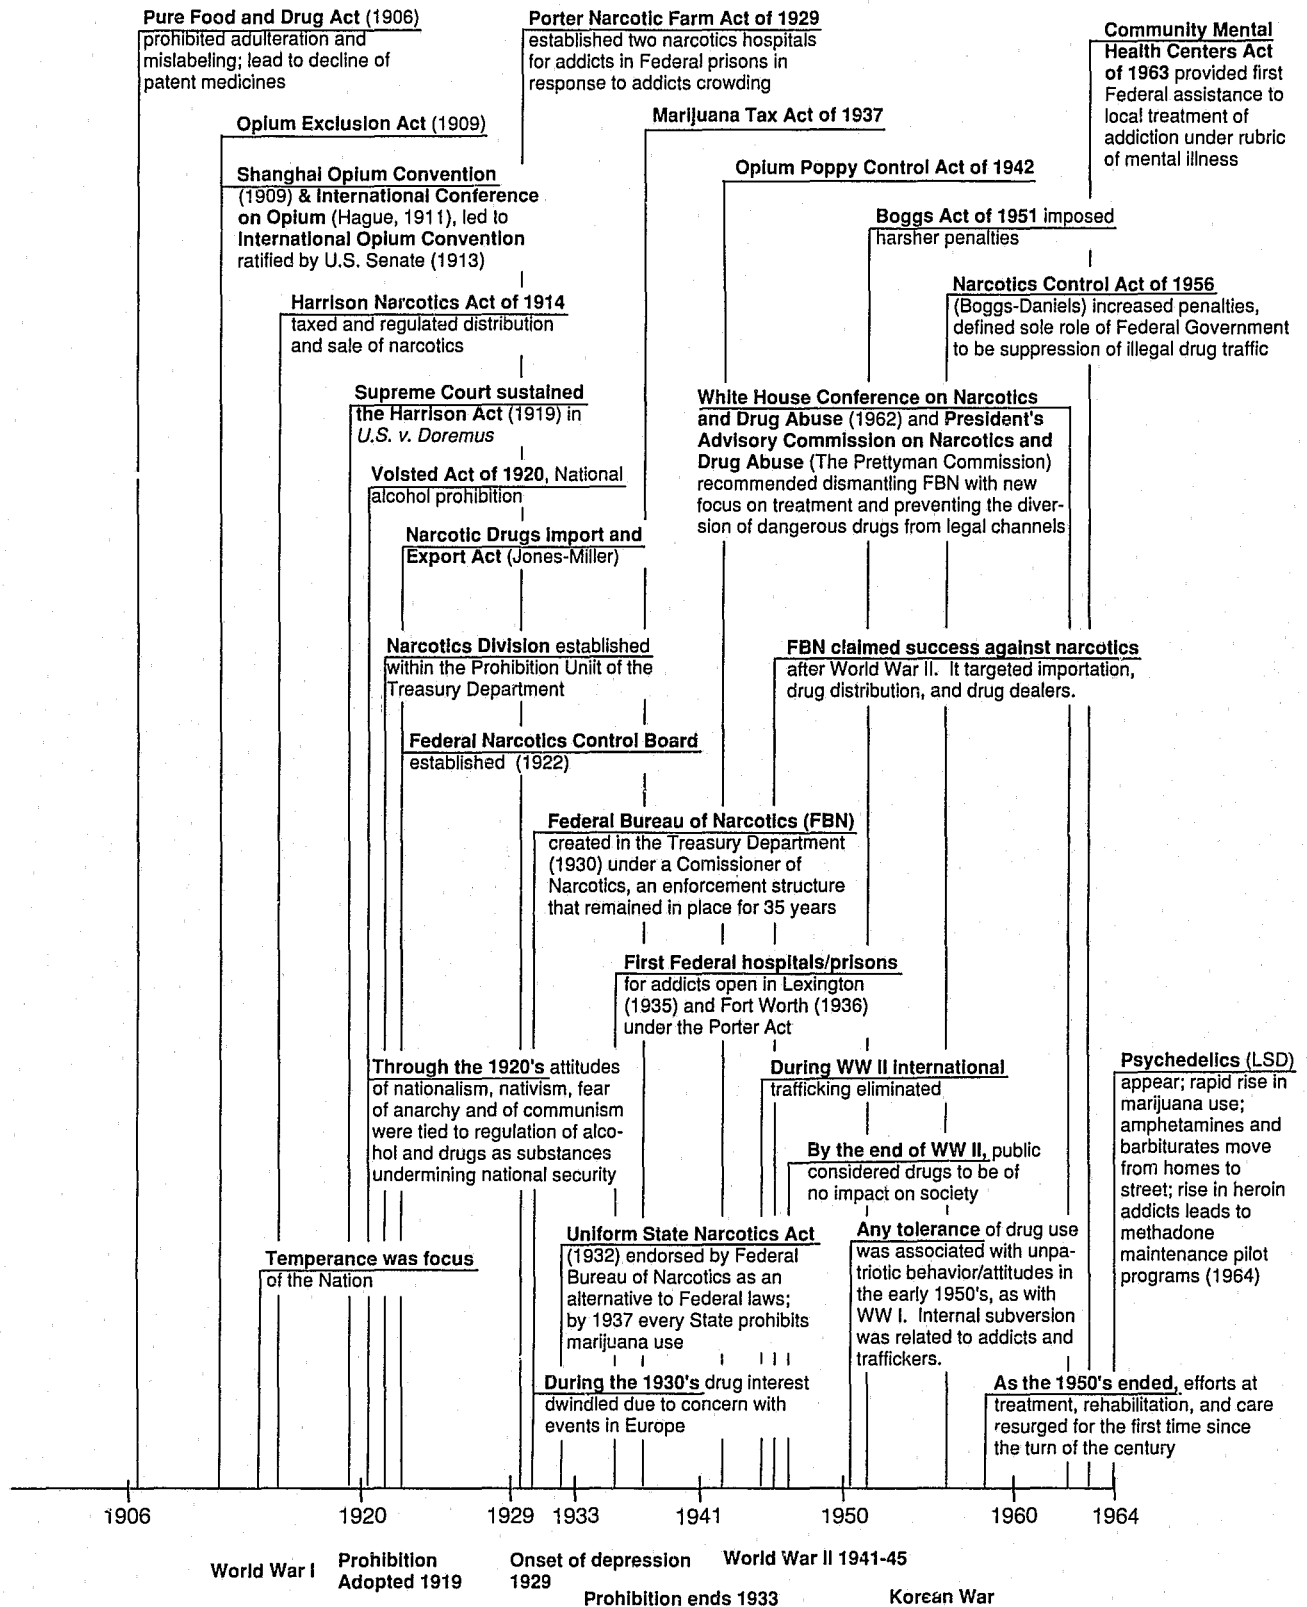 Pure Food and Drug Act (1906)
prohibited adulteration and
mislabeling; lead to decline of
patent medicines
Porter Narcotic Farm Act of 1929
established two narcotics hospitals
for addicts in Federal prisons in
response to addicts crowding
Community Mental
Health Centers Act
of 1963 provided first
Federal assistance to
local treatment of
addiction under rubric
of mental illness
Opium Exclusion Act (1909)
Marijuana Tax Act of 1937
Shanghai Opium Convention
(1909) & International Conference
on Opium (Hague, 1911), led to
International Opium Convention
ratified by U.S. Senate (1913)
Opium Poppy Control Act of 1942
Boggs Act of 1951 imposed
harsher penalties
Harrison Narcotics Act of 1914
taxed and regulated distribution
and sale of narcotics
Narcotics Control Act of 1956
(Boggs-Daniels) increased penalties,
defined sole role of Federal Government
to be suppression of illegal drug traffic
Supreme Court sustained
the Harrison Act (1919) in
U.S. v. Doremus
White House Conference on Narcotics
and Drug Abuse (1962) and President's
Advisory Commission on Narcotics and
Drug Abuse (The Prettyman Commission)
recommended dismantling FBN with new
focus on treatment and preventing the diver-
sion of dangerous drugs from legal channels
Volsted Act of 1920, National
alcohol prohibition
Narcotic Drugs Import and
Export Act (Jones-Miller)
Narcotics Division established
within the Prohibition Uniit of the
Treasury Department
FBN claimed success against narcotics
after World War II. It targeted importation,
drug distribution, and drug dealers.
Federal Narcotics Control Board
established (1922)
Federal Bureau of Narcotics (FBN)
created in the Treasury Department
(1930) under a Comissioner of
Narcotics, an enforcement structure
that remained in place for 35 years
First Federal hospitals/prisons
for addicts open in Lexington
(1935) and Fort Worth (1936)
under the Porter Act
Through the 1920's attitudes
of nationalism, nativism, fear
of anarchy and of communism
were tied to regulation of alco-
hol and drugs as substances
undermining national security
During WW II international
trafficking eliminated
Psychedelics (LSD)
appear; rapid rise in
marijuana use;
amphetamines and
barbiturates move
from homes to
street; rise in heroin
addicts leads to
methadone
maintenance pilot
programs (1964)
By the end of WW II, public
considered drugs to be of
no impact on society
Uniform State Narcotics Act
(1932) endorsed by Federal
Bureau of Narcotics as an
alternative to Federal laws;
by 1937 every State prohibits
marijuana use
Any tolerance of drug use
was associated with unpa-
triotic behavior/attitudes in
the early 1950's, as with
WW I. Internal subversion
was related to addicts and
traffickers.
Temperance was focus
of the Nation
During the 1930's drug interest
dwindled due to concern with
events in Europe
As the 1950's ended, efforts at
treatment, rehabilitation, and care
resurged for the first time since
the turn of the century
1906 1920 1929 1933 1941 1950 1960 1964
World War I
Prohibition
Adopted 1919
Onset of depression
1929
World War II 1941-45
Prohibition ends 1933
Korean War